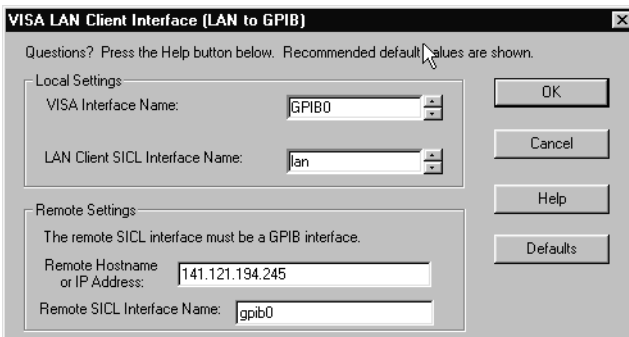 VISA LAN Client Interface (LAN to GPIB)
Questions? Press the Help button below. Recommended default values are shown.
Local Settings
VISA Interface Name:
GPIB0
OK
LAN Client SICL Interface Name:
lan
Cancel
Help
Remote Settings
The remote SICL interface must be a GPIB interface.
Defaults
Remote Hostname
or IP Address:
141.121.194.245
Remote SICL Interface Name:
gpib0